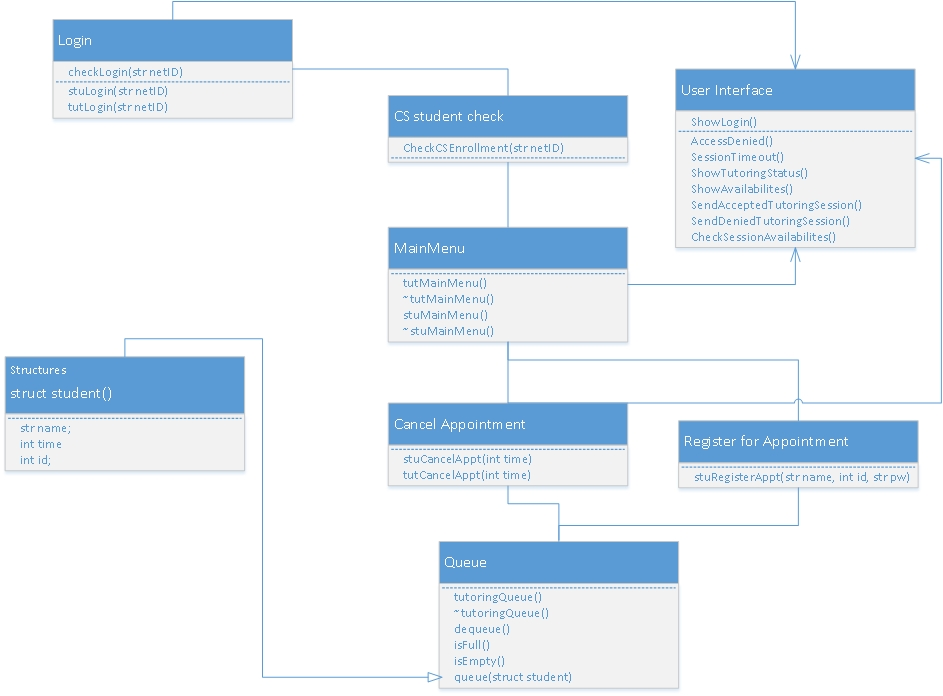 Login
checkLogin(str netID)
stuLogin(str netID)
tutLogin(str netID)
CS student check
CheckCSEnrollment(str netID)
User Interface
ShowLogin()
AccessDenied()
SessionTimeout()
ShowTutoringStatus()
ShowAvailabilites()
SendAcceptedTutoringSession()
SendDeniedTutoringSession()
CheckSessionAvailabilites()
MainMenu
tutMainMenu()
~tutMainMenu()
stuMainMenu()
~stuMainMenu()
Structures
struct student()
str name;
int time
int id;
Cancel Appointment
stuCancelAppt(int time)
tutCancelAppt(int time)
Register for Appointment
stuRegisterAppt(str name, int id, str pw)
Queue
tutoringQueue()
~tutoringQueue()
dequeue()
isFull()
isEmpty()
queue(struct student)